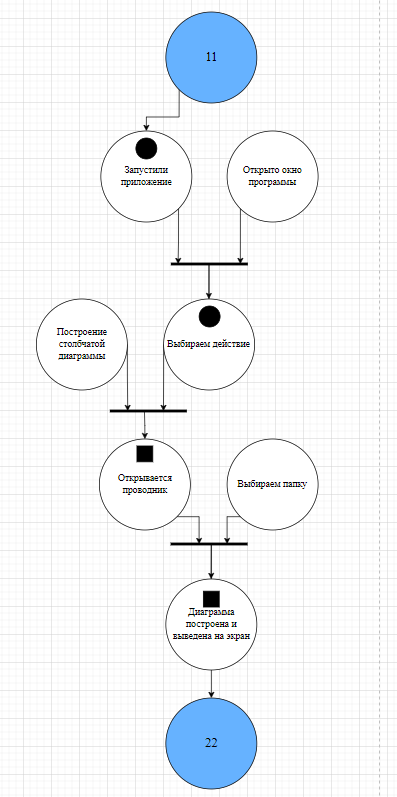 11
Запустили
приложение
Открыто окно
программы
Построение
столбчатой
диаграммы
Выбираем действие
Открывается
проводник
Выбираем папку
Диаграмма
построена и
выведена на экран
22